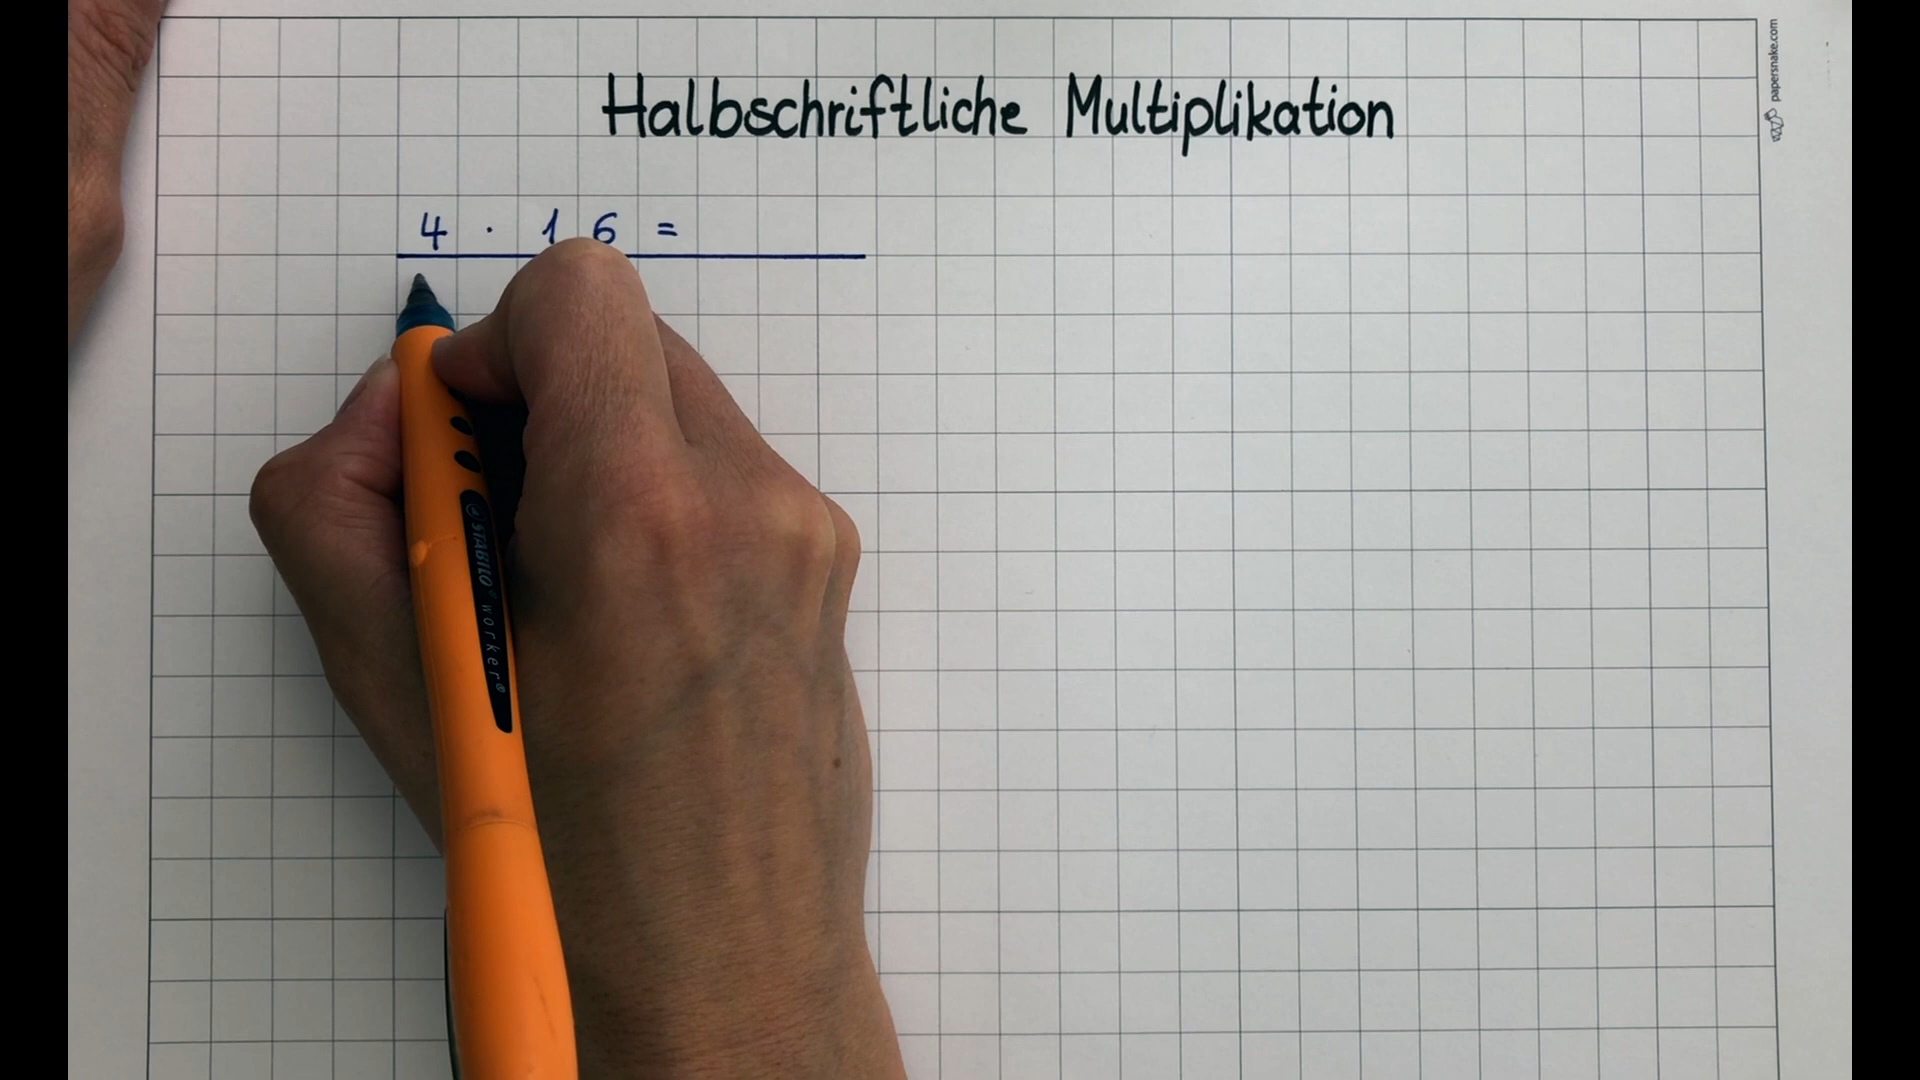 Halbschriftliche Multiplikation
4 · 16 =
STABILO® worker®
papersnake.com